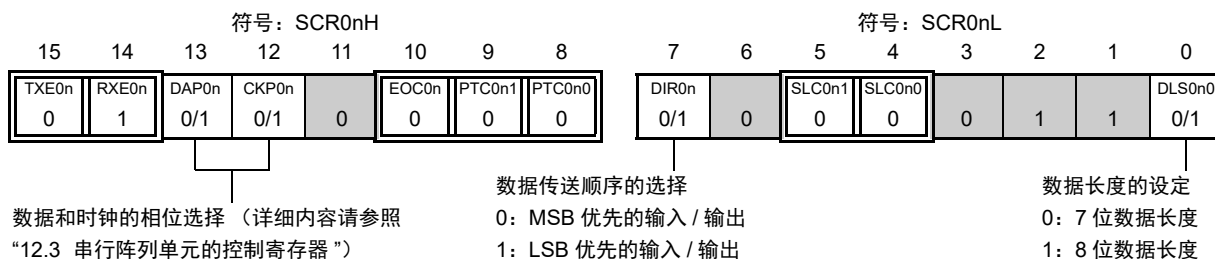 符号：SCR0nH 符号：SCR0nL
15 14 13 12 11 10 9 8 7 6 5 4 3 2 1 0
TXE0n RXE0n DAP0n CKP0n EOC0n PTC0n1 PTC0n0 DIR0n SLC0n1 SLC0n0 DLS0n0
0 1 0/1 0/1 0 0 0 0 0/1 0 0 0 0 1 1 0/1
数据和时钟的相位选择 （详细内容请参照
“12.3 串行阵列单元的控制寄存器 ”）
数据传送顺序的选择
0：MSB 优先的输入 / 输出
1：LSB 优先的输入 / 输出
数据长度的设定
0：7 位数据长度
1：8 位数据长度